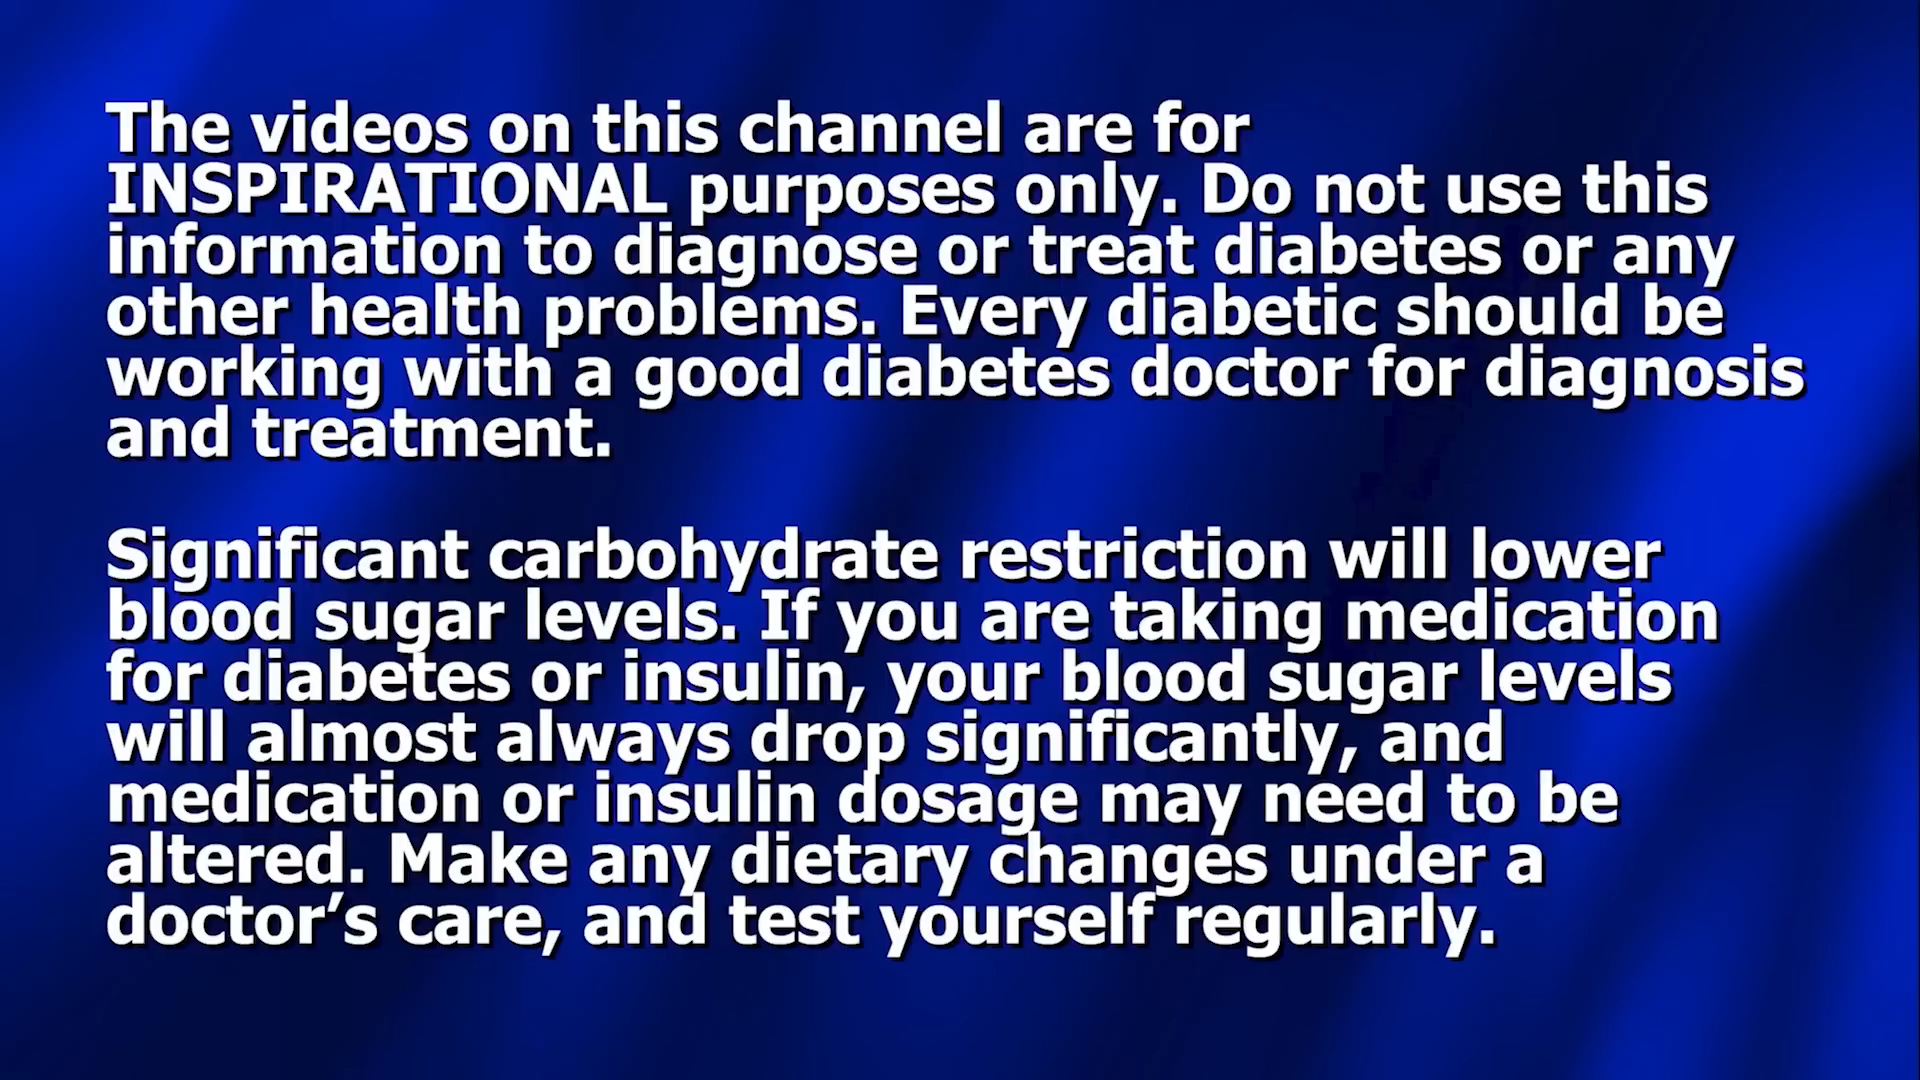 The videos on this channel are for
INSPIRATIONAL purposes only. Do not use this
information to diagnose or treat diabetes or any
other health problems. Every diabetic should be
working with a good diabetes doctor for diagnosis
and treatment.
Significant carbohydrate restriction will lower
blood sugar levels. If you are taking medication
for diabetes or insulin, your blood sugar levels
will almost always drop significantly, and
medication or insulin dosage may need to be
altered. Make any dietary changes under a
doctor’s care, and test yourself regularly.